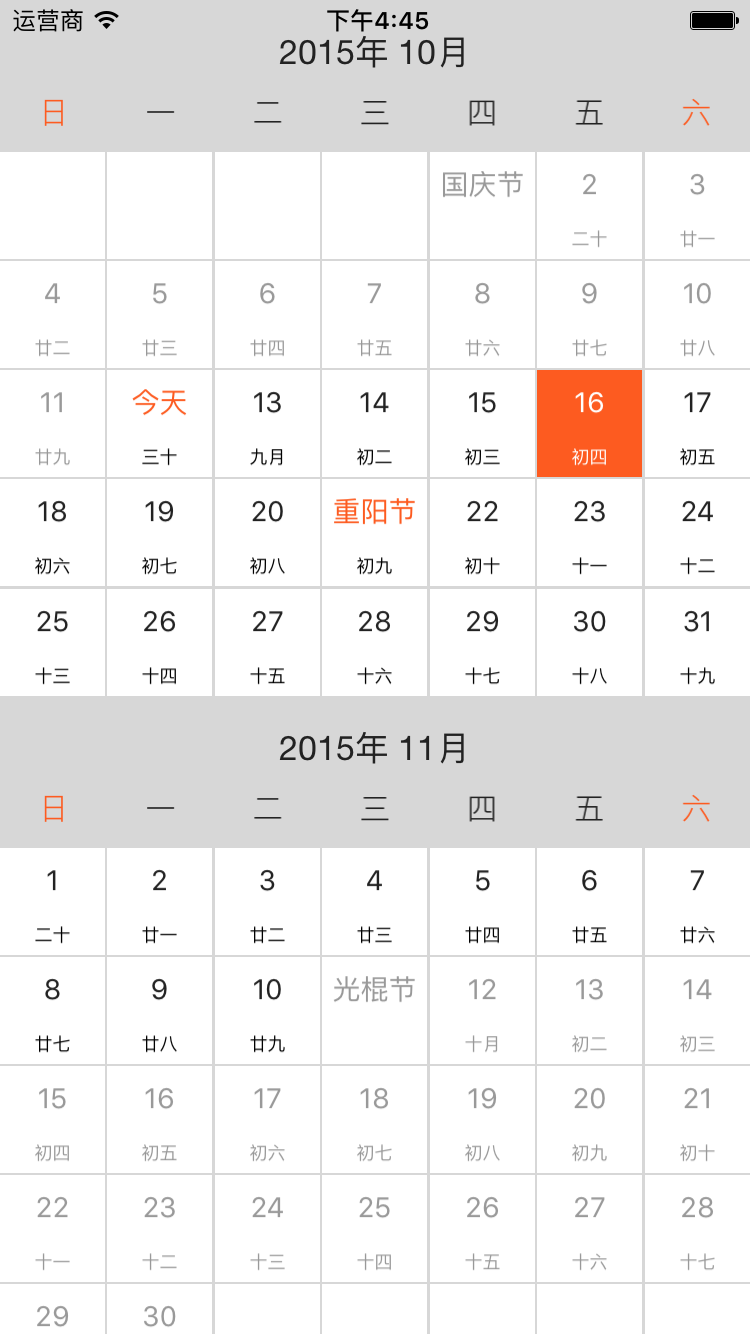 运营商 下午4:45
2015年 10月
日 一 二 三 四 五 六
国庆节 2 3
二十 廿一
4 5 6 7 8 9 10
廿二 廿三 廿四 廿五 廿六 廿七 廿八
11 今天 13 14 15 16 17
廿九 三十 九月 初二 初三 初四 初五
18 19 20 重阳节 22 23 24
初六 初七 初八 初九 初十 十一 十二
25 26 27 28 29 30 31
十三 十四 十五 十六 十七 十八 十九
2015年 11月
日 一 二 三 四 五 六
1 2 3 4 5 6 7
二十 廿一 廿二 廿三 廿四 廿五 廿六
8 9 10 光棍节 12 13 14
廿七 廿八 廿九 十月 初二 初三
15 16 17 18 19 20 21
初四 初五 初六 初七 初八 初九 初十
22 23 24 25 26 27 28
十一 十二 十三 十四 十五 十六 十七
29 30